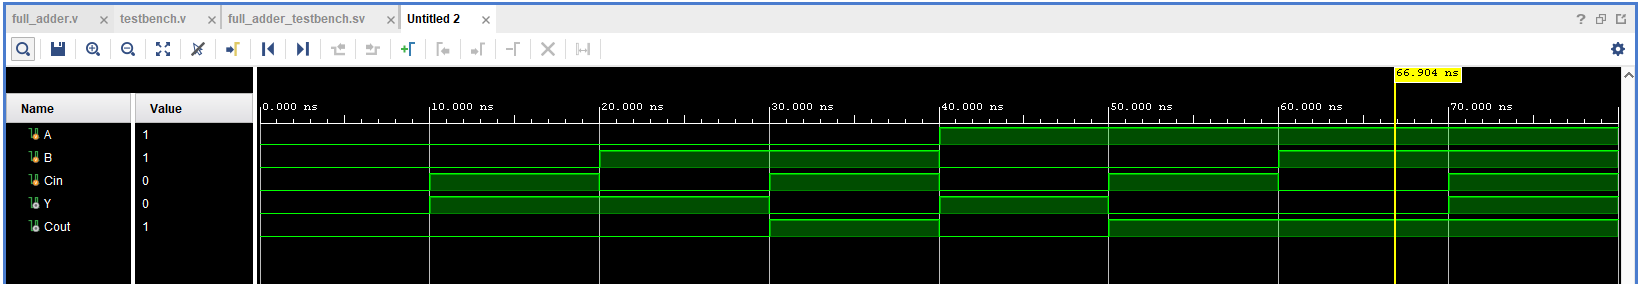 full_adder.v testbench.v full_adder_testbench.sv Untitled 2
66.904 ns
Name Value 0.000 ns 10.000 ns 20.000 ns 30.000 ns 40.000 ns 50.000 ns 60.000 ns 70.000 ns
A 1
B 1
Cin 0
Y 0
Cout 1